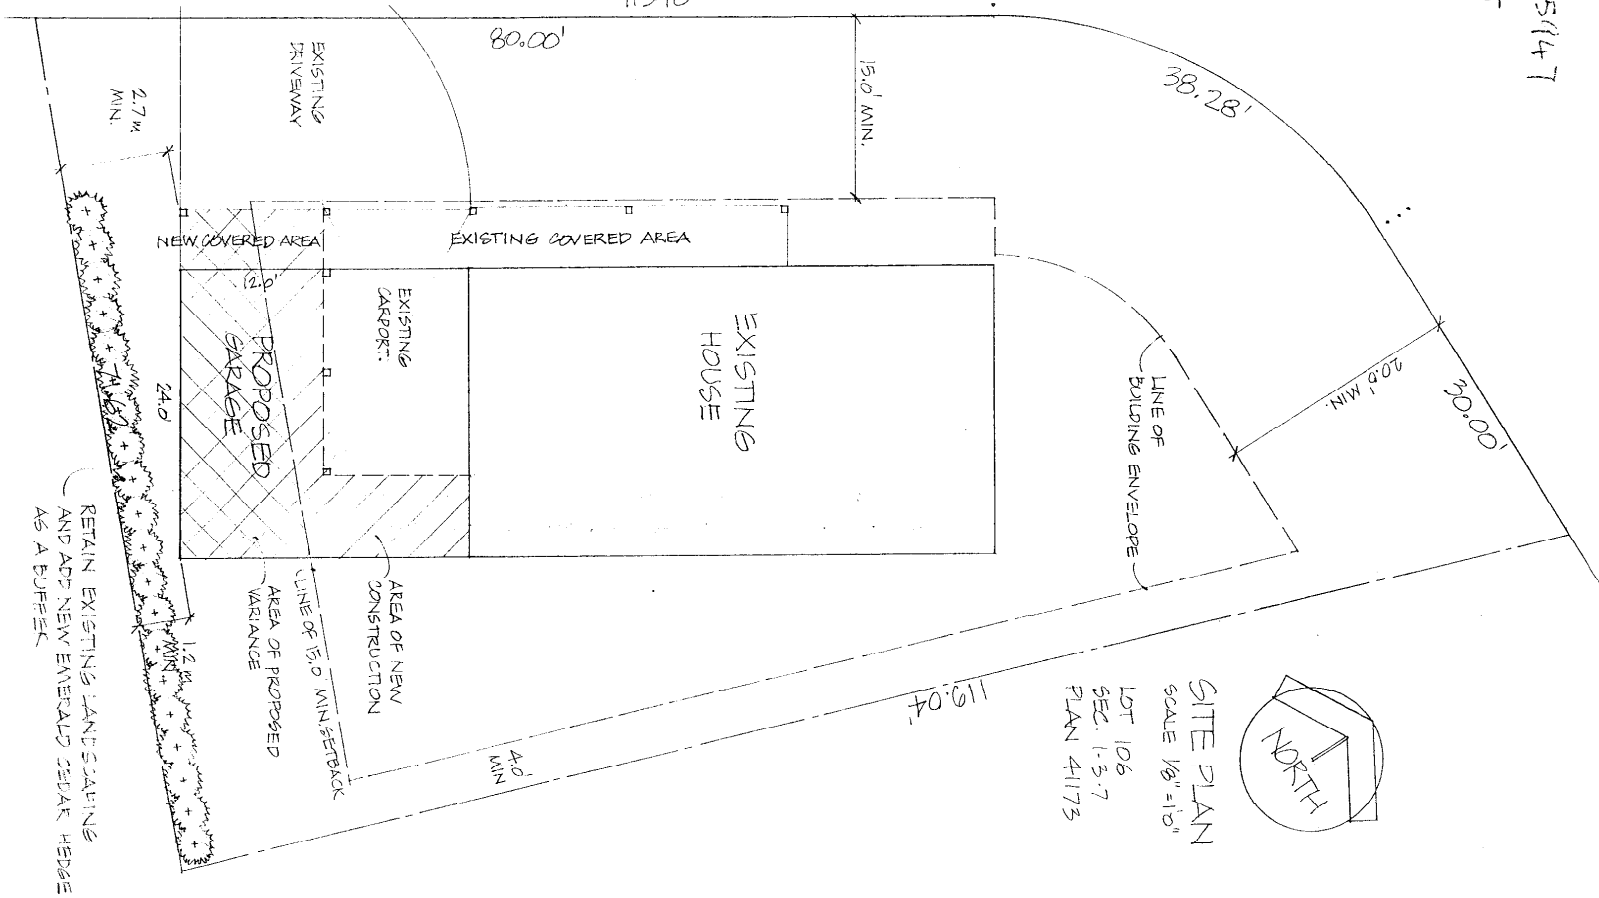 80.00'
38.28'
15.0' MIN.
EXISTING
DRIVEWAY
2.7 M.
MIN.
NEW COVERED AREA
EXISTING COVERED AREA
12.0'
EXISTING
CARPORT
EXISTING
HOUSE
PROPOSED
GARAGE
24.0'
LINE OF
BUILDING ENVELOPE
20.0' MIN.
30.00'
RETAIN EXISTING LANDSCAPING
AND ADD NEW EMERALD CEDAR HEDGE
AS A BUFFER
1.2 M
MIN
AREA OF PROPOSED
VARIANCE
LINE OF 15.0 MIN. SETBACK
AREA OF NEW
CONSTRUCTION
4.0'
MIN
119.04'
SITE PLAN
SCALE 1/8"=1'0"
LOT 106
SEC. 1-3-7
PLAN 41173
NORTH